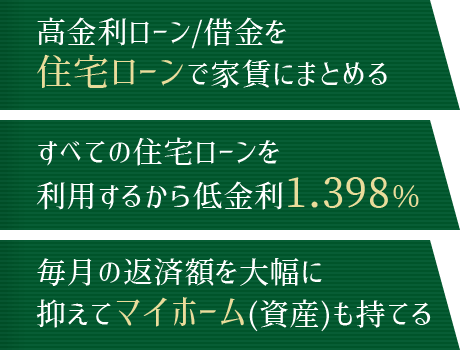 高金利ローン/借金を
住宅ローンで家賃にまとめる
すべての住宅ローンを
利用するから低金利1.398%
毎月の返済額を大幅に
抑えてマイホーム(資産)も持てる